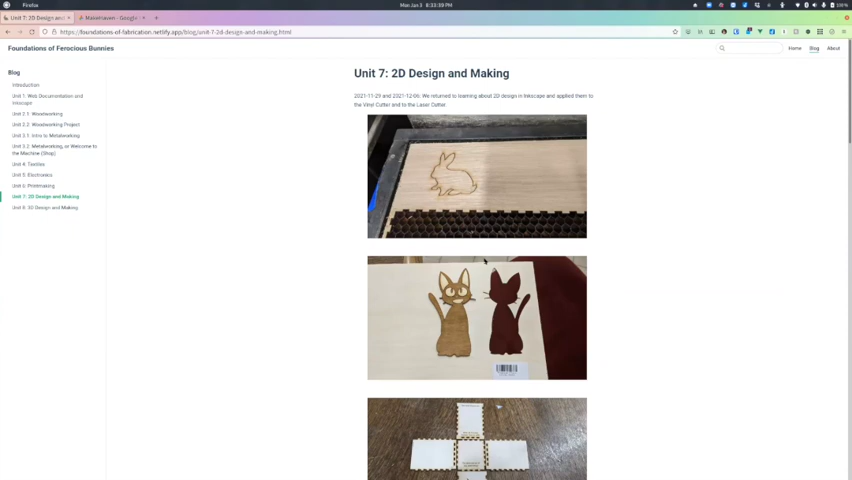 Firefox
Mon Jan 3 8:33:59 PM
Unit 7: 2D Design and
MakeHaven - Google
https://foundations-of-fabrication.netlify.app/blog/unit-7-2d-design-and-making.html
Foundations of Ferocious Bunnies
Home
Blog
About
Blog
Introduction
Unit 1: Web Documentation and
Inkscape
Unit 2.1: Woodworking
Unit 2.2: Woodworking Project
Unit 3.1: Intro to Metalworking
Unit 3.2: Metalworking, or Welcome to
the Machine (Shop)
Unit 4: Textiles
Unit 5: Electronics
Unit 6: Printmaking
Unit 7: 2D Design and Making
Unit 8: 3D Design and Making
Unit 7: 2D Design and Making
2021-11-29 and 2021-12-06. We returned to learning about 2D design in Inkscape and applied them to
the Vinyl Cutter and to the Laser Cutter.